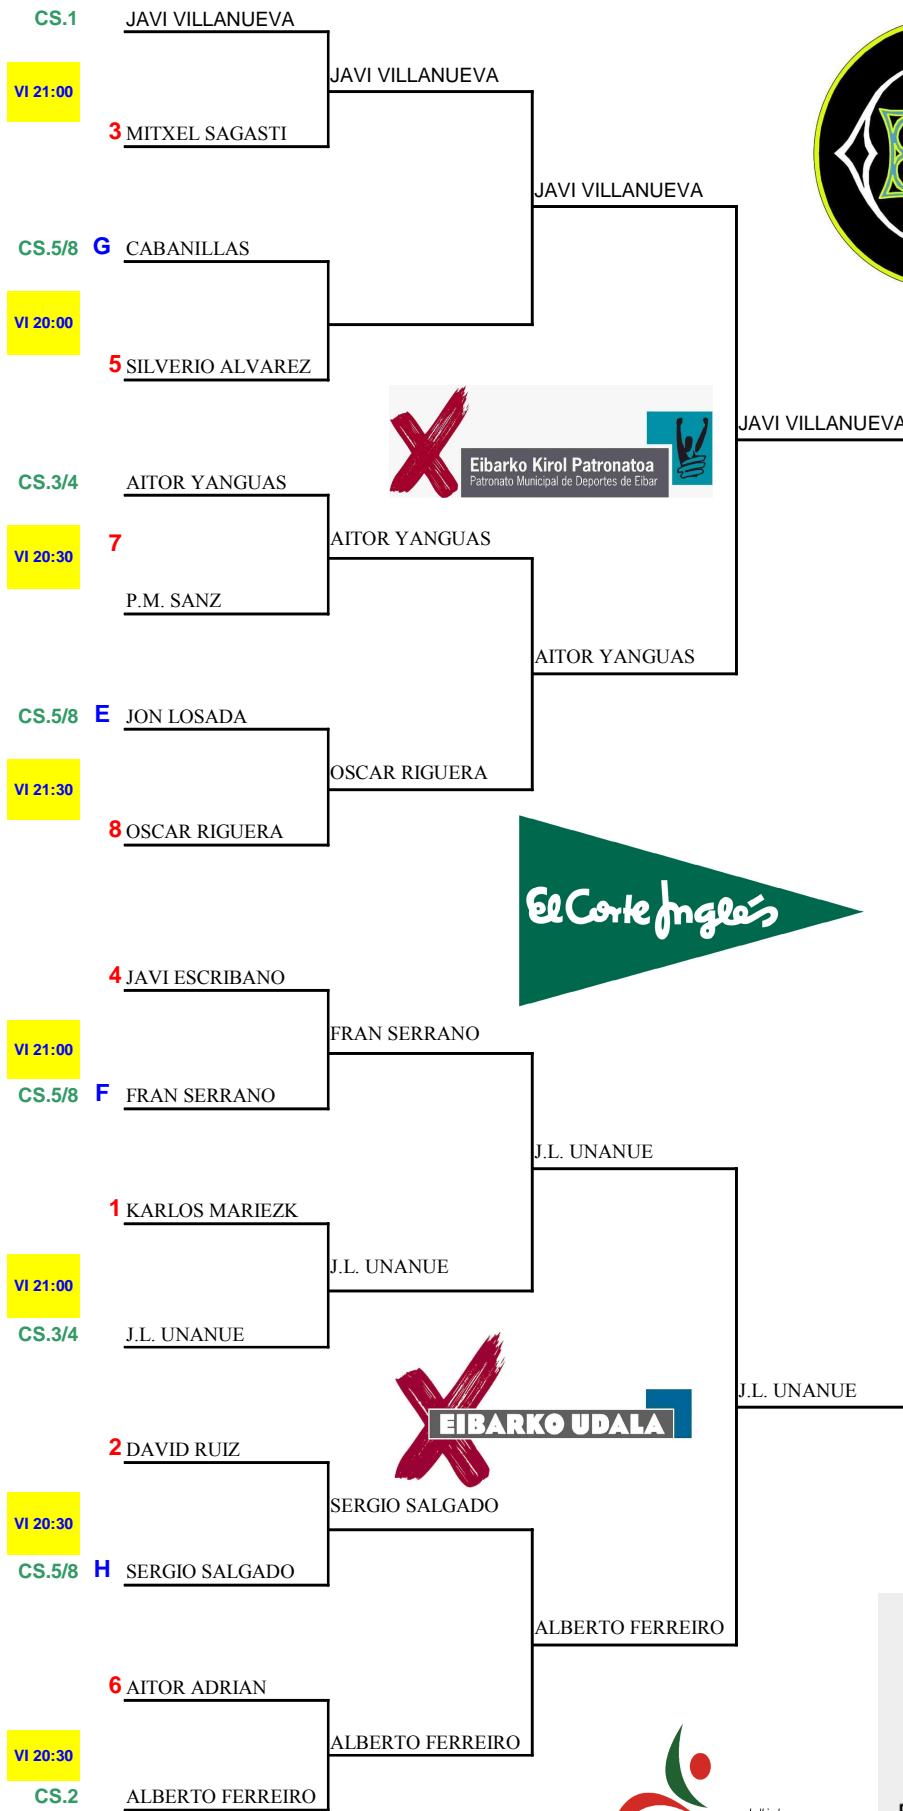 CS.1 JAVI VILLANUEVA
JAVI VILLANUEVA
VI 21:00
3 MITXEL SAGASTI
JAVI VILLANUEVA
CS.5/8 G CABANILLAS
VI 20:00
5 SILVERIO ALVAREZ
JAVI VILLANUEVA
Eibarko Kirol Patronatoa
Patronato Municipal de Deportes de Eibar
CS.3/4 AITOR YANGUAS
7
AITOR YANGUAS
VI 20:30
P.M. SANZ
AITOR YANGUAS
CS.5/8 E JON LOSADA
OSCAR RIGUERA
VI 21:30
8 OSCAR RIGUERA
El Corte Inglés
4 JAVI ESCRIBANO
FRAN SERRANO
VI 21:00
CS.5/8 F FRAN SERRANO
J.L. UNANUE
1 KARLOS MARIEZK
J.L. UNANUE
VI 21:00
CS.3/4 J.L. UNANUE
J.L. UNANUE
EIBARKO UDALA
2 DAVID RUIZ
SERGIO SALGADO
VI 20:30
CS.5/8 H SERGIO SALGADO
ALBERTO FERREIRO
6 AITOR ADRIAN
ALBERTO FERREIRO
VI 20:30
CS.2 ALBERTO FERREIRO